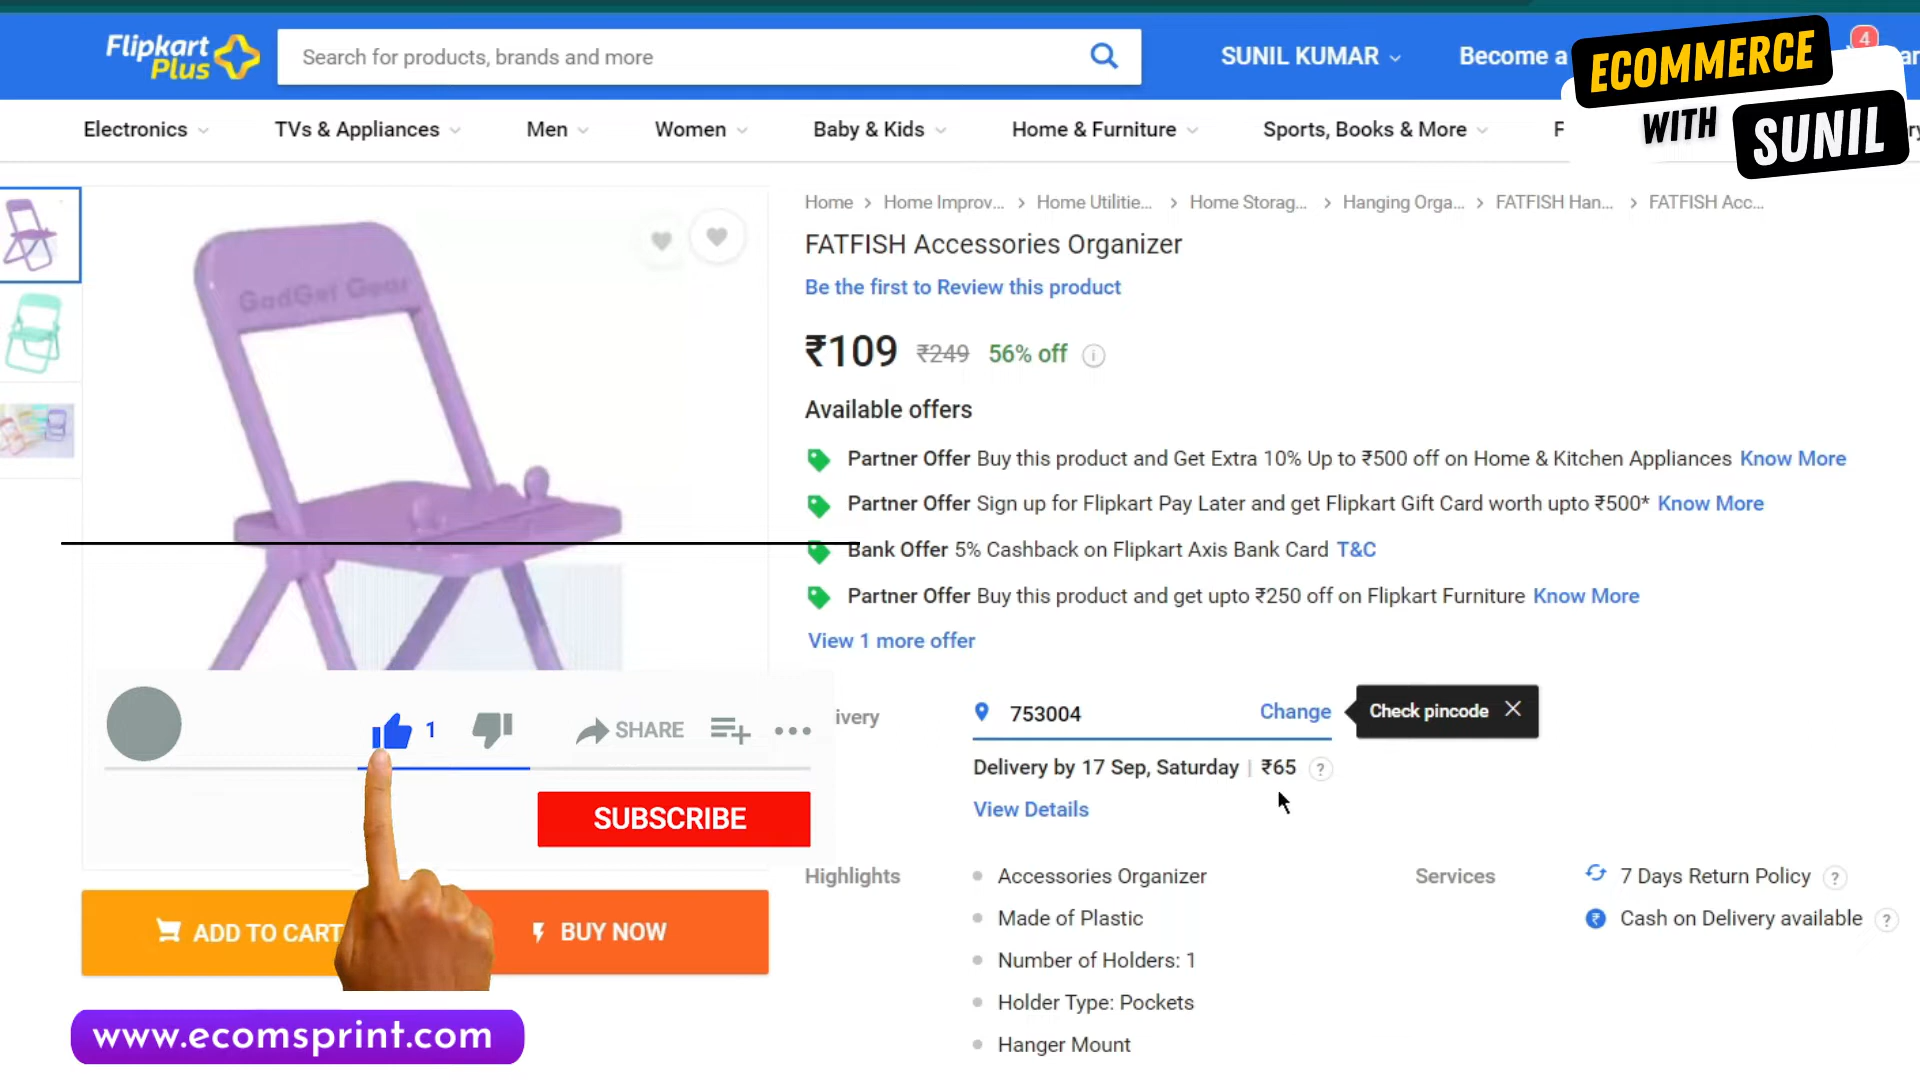 Flipkart
Plus
Search for products, brands and more
SUNIL KUMAR
Become a
4
ECOMMERCE
WITH SUNIL
Electronics
TVs & Appliances
Men
Women
Baby & Kids
Home & Furniture
Sports, Books & More
F
Home > Home Improv... > Home Utilitie... > Home Storag... > Hanging Orga... > FATFISH Han... > FATFISH Acc...
GadGet Gear
FATFISH Accessories Organizer
Be the first to Review this product
₹109 ₹249 56% off
Available offers
Partner Offer Buy this product and Get Extra 10% Up to ₹500 off on Home & Kitchen Appliances Know More
Partner Offer Sign up for Flipkart Pay Later and get Flipkart Gift Card worth upto ₹500* Know More
Bank Offer 5% Cashback on Flipkart Axis Bank Card T&C
Partner Offer Buy this product and get upto ₹250 off on Flipkart Furniture Know More
View 1 more offer
ivery
753004
Change
Check pincode
Delivery by 17 Sep, Saturday | ₹65 ?
View Details
1
SHARE
SUBSCRIBE
Highlights
Accessories Organizer
Made of Plastic
Number of Holders: 1
Holder Type: Pockets
Hanger Mount
Services
7 Days Return Policy ?
Cash on Delivery available ?
ADD TO CART
BUY NOW
www.ecomsprint.com